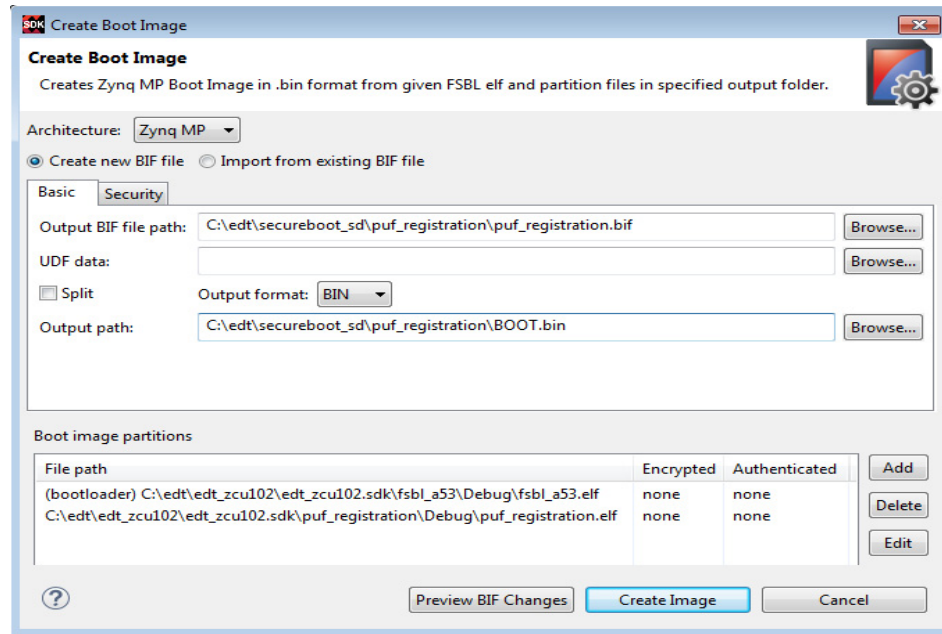 SDK Create Boot Image
Create Boot Image
Creates Zynq MP Boot Image in .bin format from given FSBL elf and partition files in specified output folder.
Architecture: Zynq MP
Create new BIF file Import from existing BIF file
Basic Security
Output BIF file path: C:\edt\secureboot_sd\puf_registration\puf_registration.bif Browse...
UDF data: Browse...
Split Output format: BIN
Output path: C:\edt\secureboot_sd\puf_registration\BOOT.bin Browse...
Boot image partitions
File path Encrypted Authenticated Add
(bootloader) C:\edt\edt_zcu102\edt_zcu102.sdk\fsbl_a53\Debug\fsbl_a53.elf none none
C:\edt\edt_zcu102\edt_zcu102.sdk\puf_registration\Debug\puf_registration.elf none none
Delete
Edit
? Preview BIF Changes Create Image Cancel